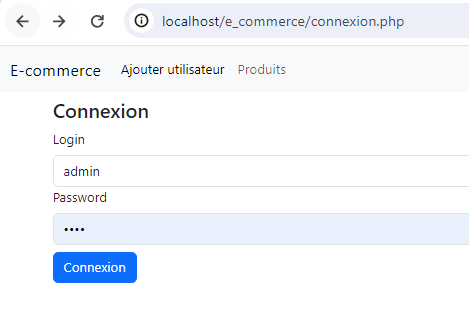 localhost/e_commerce/connexion.php
E-commerce Ajouter utilisateur Produits
Connexion
Login
admin
Password
••••
Connexion